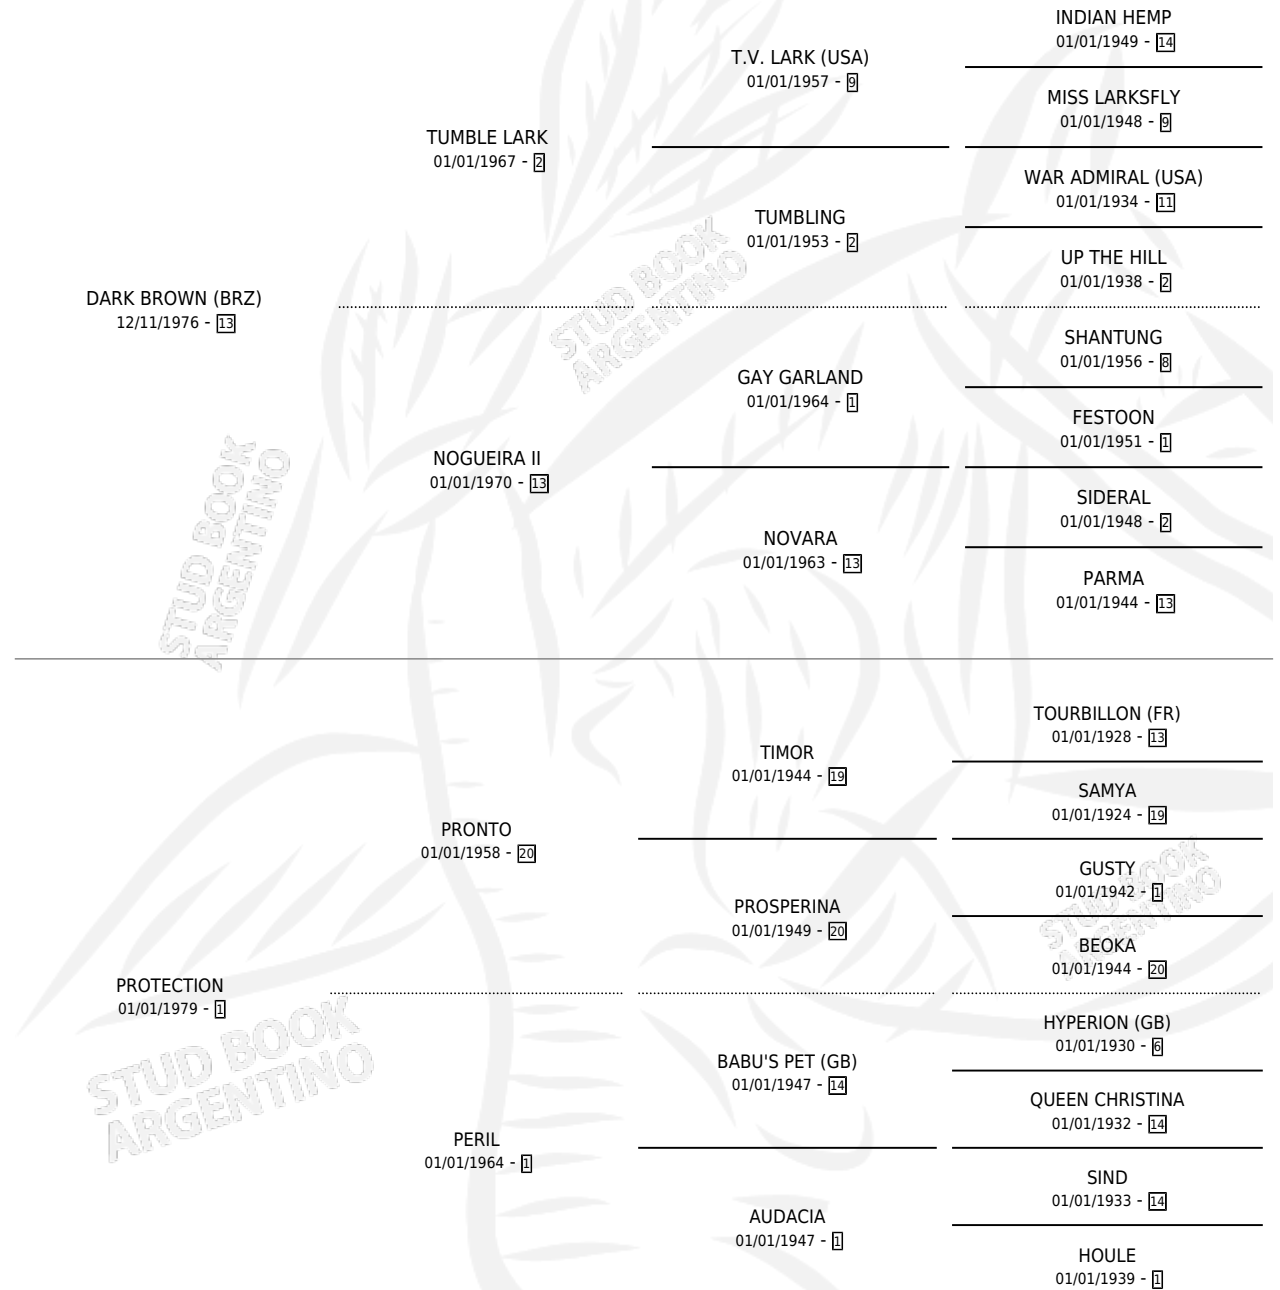 INDIAN HEMP
01/01/1949 - 14
T.V. LARK (USA)
01/01/1957 - 9
MISS LARKSFLY
01/01/1948 - 9
TUMBLE LARK
01/01/1967 - 2
WAR ADMIRAL (USA)
01/01/1934 - 11
TUMBLING
01/01/1953 - 2
UP THE HILL
01/01/1938 - 2
DARK BROWN (BRZ)
12/11/1976 - 13
SHANTUNG
01/01/1956 - 8
GAY GARLAND
01/01/1964 - 1
FESTOON
01/01/1951 - 1
NOGUEIRA II
01/01/1970 - 13
SIDERAL
01/01/1948 - 2
NOVARA
01/01/1963 - 13
PARMA
01/01/1944 - 13
STUD BOOK
ARGENTINO
STUD BOOK
ARGENTINO
TOURBILLON (FR)
01/01/1928 - 13
TIMOR
01/01/1944 - 19
SAMYA
01/01/1924 - 19
PRONTO
01/01/1958 - 20
GUSTY
01/01/1942 - 1
PROSPERINA
01/01/1949 - 20
BEOKA
01/01/1944 - 20
PROTECTION
01/01/1979 - 1
HYPERION (GB)
01/01/1930 - 6
BABU'S PET (GB)
01/01/1947 - 14
QUEEN CHRISTINA
01/01/1932 - 14
PERIL
01/01/1964 - 1
SIND
01/01/1933 - 14
AUDACIA
01/01/1947 - 1
HOULE
01/01/1939 - 1
STUD BOOK
ARGENTINO
STUD BOOK
ARGENTINO